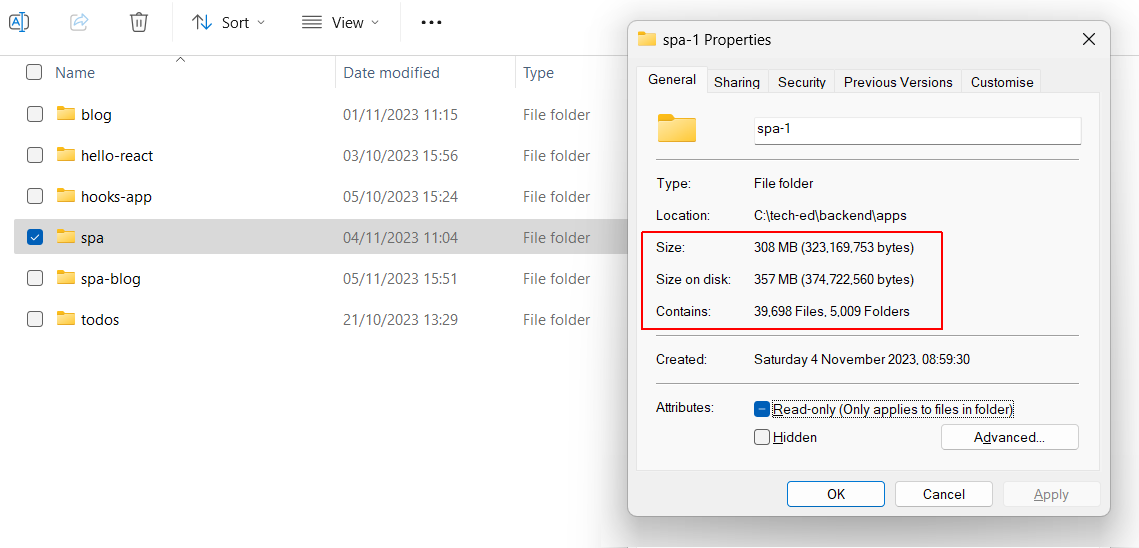 Sort
View
Name
Date modified
Type
blog
01/11/2023 11:15
File folder
hello-react
03/10/2023 15:56
File folder
hooks-app
05/10/2023 15:24
File folder
spa
04/11/2023 11:04
File folder
spa-blog
05/11/2023 15:51
File folder
todos
21/10/2023 13:29
File folder
spa-1 Properties
General
Sharing
Security
Previous Versions
Customise
spa-1
Type:
File folder
Location:
C:\tech-ed\backend\apps
Size:
308 MB (323,169,753 bytes)
Size on disk:
357 MB (374,722,560 bytes)
Contains:
39,698 Files, 5,009 Folders
Created:
Saturday 4 November 2023, 08:59:30
Attributes:
Read-only (Only applies to files in folder)
Hidden
Advanced...
OK
Cancel
Apply